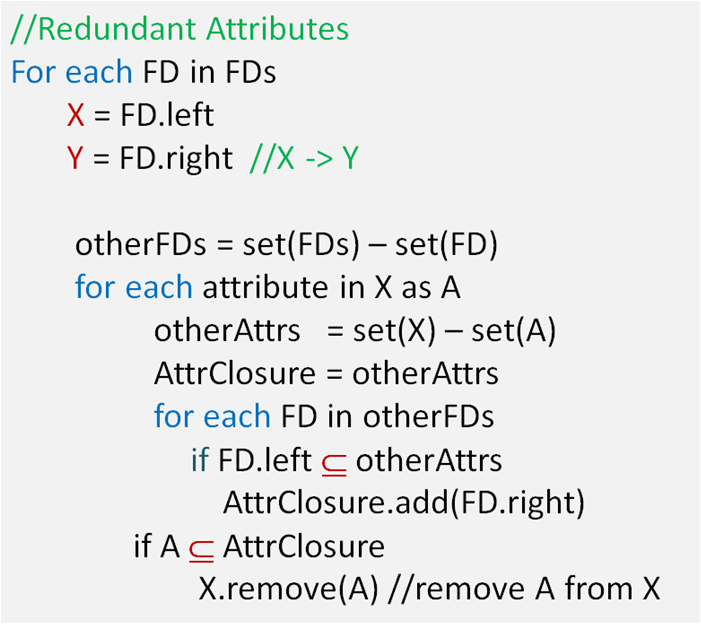 //Redundant Attributes
For each FD in FDs
X = FD.left
Y = FD.right //X -> Y
otherFDs = set(FDs) – set(FD)
for each attribute in X as A
otherAttrs = set(X) – set(A)
AttrClosure = otherAttrs
for each FD in otherFDs
if FD.left ⊆ otherAttrs
AttrClosure.add(FD.right)
if A ⊆ AttrClosure
X.remove(A) //remove A from X